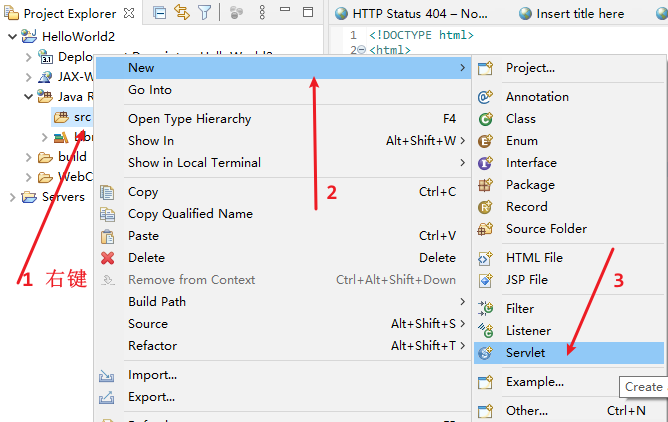 Project Explorer
HTTP Status 404 – No...
Insert title here
HelloWorld2
1 <!DOCTYPE html>
2 <html>
JAX-W
Java R
src
build
WebC
Servers
1 右键
New
Go Into
Open Type Hierarchy F4
Show In Alt+Shift+W
Show in Local Terminal
2
Copy Ctrl+C
Copy Qualified Name
Paste Ctrl+V
Delete Delete
Remove from Context Ctrl+Alt+Shift+Down
Build Path
Source Alt+Shift+S
Refactor Alt+Shift+T
Import...
Export...
Project...
Annotation
Class
Enum
Interface
Package
Record
Source Folder
HTML File
JSP File
3
Filter
Listener
Servlet
Example...
Create
Other... Ctrl+N